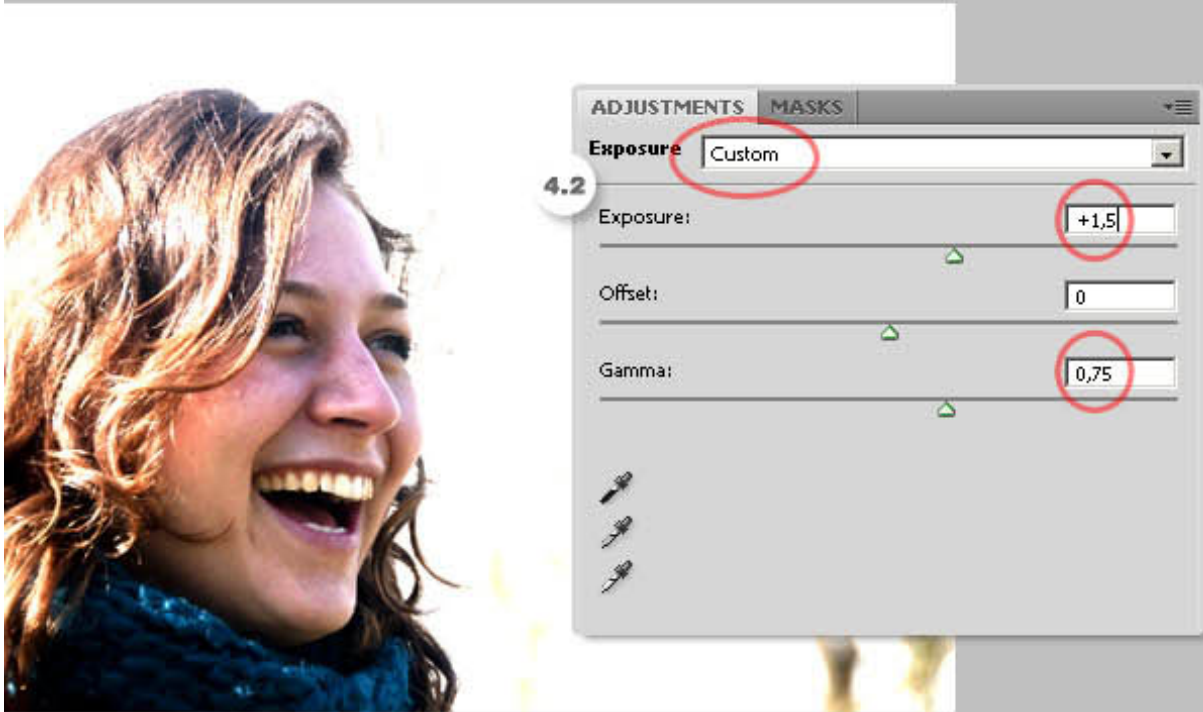 ADJUSTMENTS MASKS
Exposure Custom
4.2
Exposure: +1,5
Offset: 0
Gamma: 0,75